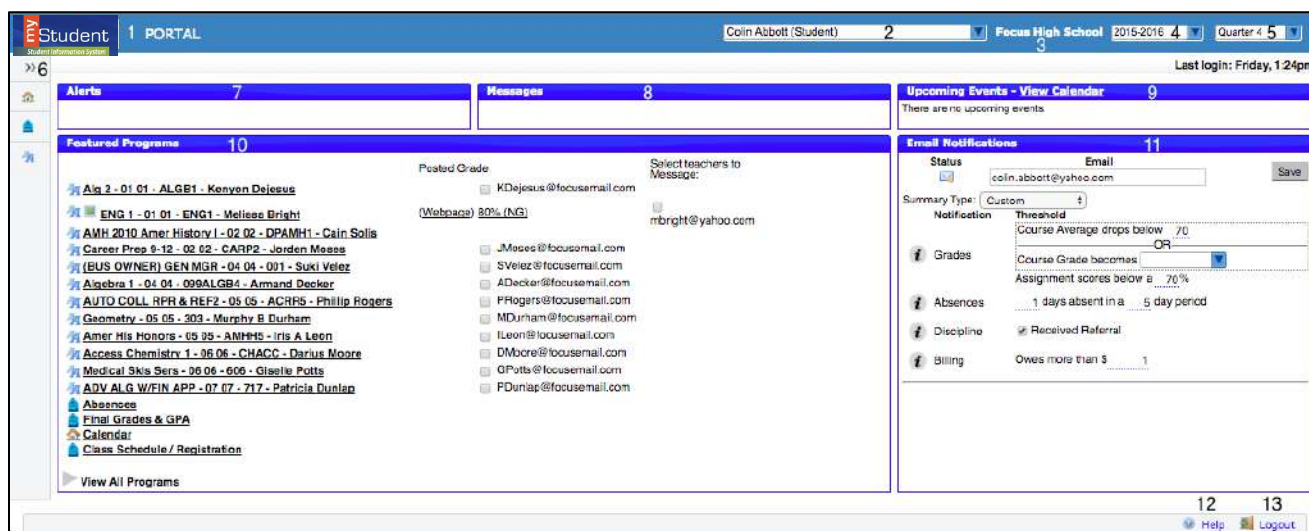 myStudent
Student Information System
1 PORTAL
Colin Abbott (Student) 2
Focus High School
3
2015-2016 4
Quarter 4 5
6
Last login: Friday, 1:24pm
Alerts 7
Messages 8
Upcoming Events - View Calendar 9
There are no upcoming events.
Featured Programs 10
Posted Grade
Select teachers to
Message:
Alg 2 - 01 01 - ALGB1 - Kenyon Dejesus KDejesus@focusemail.com
ENG 1 - 01 01 - ENG1 - Melissa Bright (Webpage) 80% (NG)
mbright@yahoo.com
AMH 2010 Amer History I - 02 02 - DPAMH1 - Cain Solis
Career Prep 9-12 - 02 02 - CARP2 - Jorden Moses JMoses@focusemail.com
(BUS OWNER) GEN MGR - 04 04 - 001 - Suki Velez SVelez@focusemail.com
Algebra 1 - 04 04 - 099ALGB4 - Armand Decker ADecker@focusemail.com
AUTO COLL RPR & REF2 - 05 05 - ACRR5 - Phillip Rogers PRogers@focusemail.com
Geometry - 05 05 - 303 - Murphy B Durham MDurham@focusemail.com
Amer His Honors - 05 05 - AMHH5 - Iris A Leon ILeon@focusemail.com
Access Chemistry 1 - 06 06 - CHACC - Darius Moore DMoore@focusemail.com
Medical Skls Sers - 06 06 - 606 - Giselle Potts GPotts@focusemail.com
ADV ALG W/FIN APP - 07 07 - 717 - Patricia Dunlap PDunlap@focusemail.com
Absences
Final Grades & GPA
Calendar
Class Schedule / Registration
View All Programs
Email Notifications 11
Status Email
colin.abbott@yahoo.com
Save
Summary Type: Custom
Notification Threshold
Course Average drops below 70
OR
Grades
Course Grade becomes
Assignment scores below a 70%
Absences 1 days absent in a 5 day period
Discipline Received Referral
Billing Owes more than $ 1
12 13
Help Logout